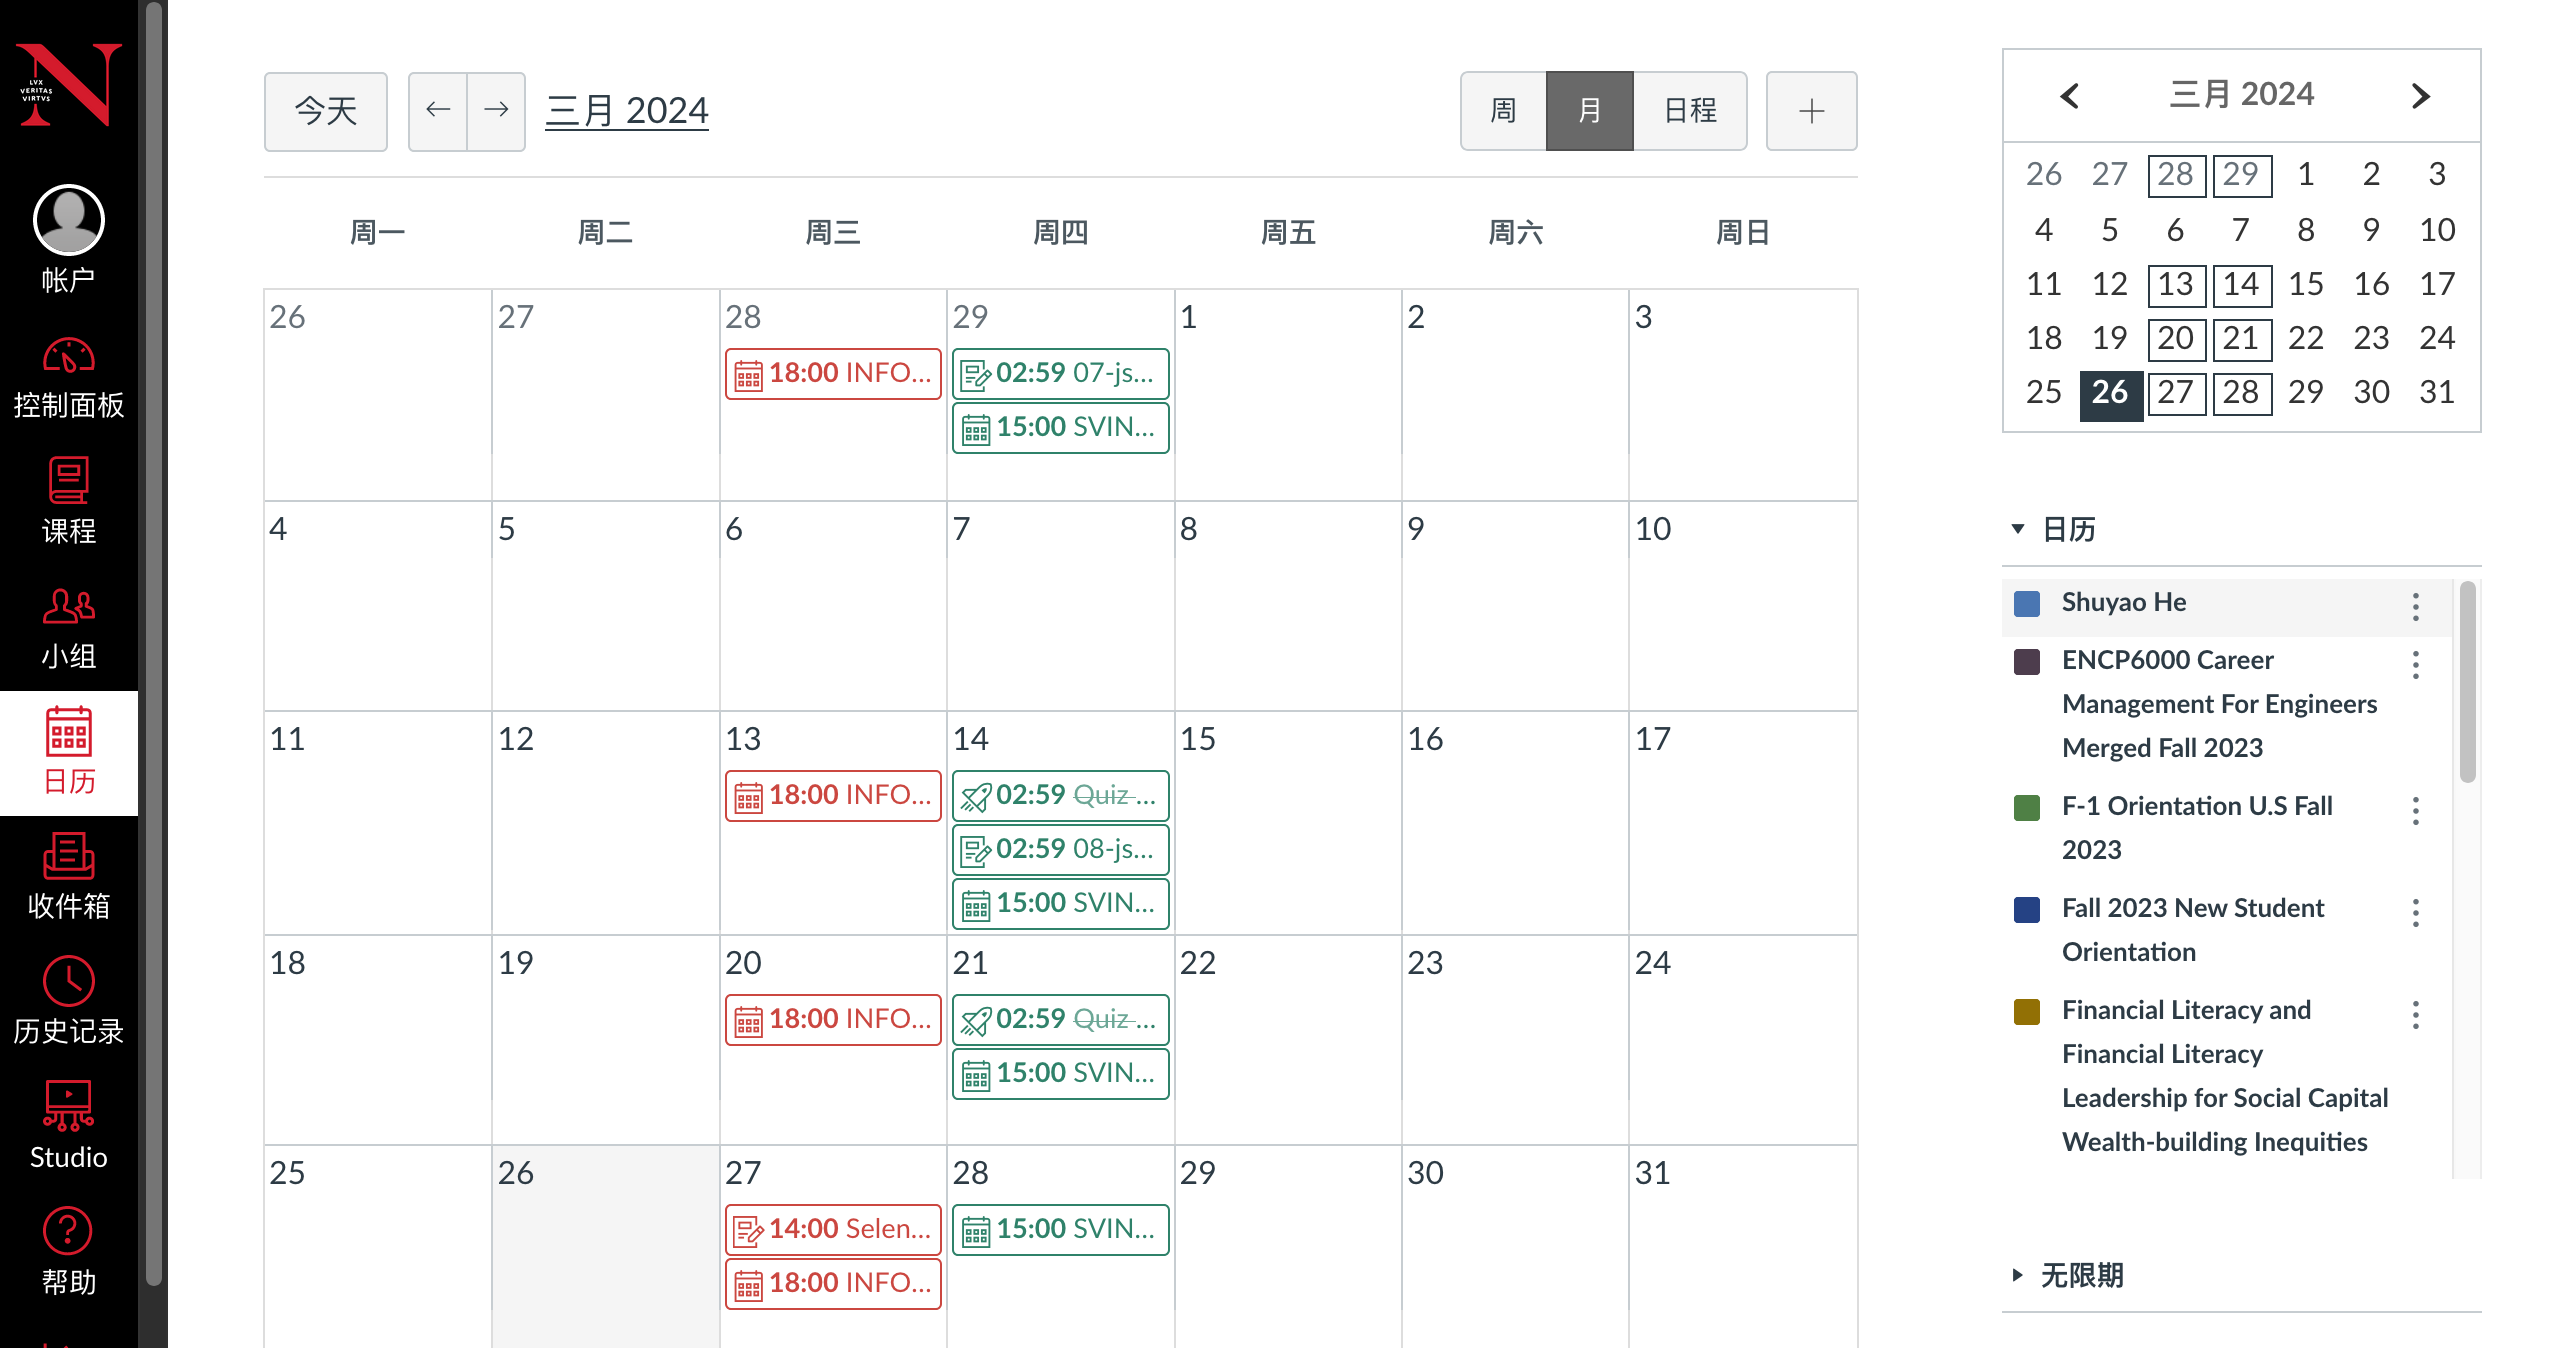 LVX
VERITAS
VIRTVS
帐户
控制面板
课程
小组
日历
收件箱
历史记录
Studio
帮助
今天
三月 2024
周 月 日程
周一 周二 周三 周四 周五 周六 周日
26 27 28 29 1 2 3
18:00 INFO...
02:59 07-js...
15:00 SVIN...
4 5 6 7 8 9 10
11 12 13 14 15 16 17
18:00 INFO...
02:59 Quiz ...
02:59 08-js...
15:00 SVIN...
18 19 20 21 22 23 24
18:00 INFO...
02:59 Quiz ...
15:00 SVIN...
25 26 27 28 29 30 31
14:00 Selen...
18:00 INFO...
15:00 SVIN...
三月 2024
26 27 28 29 1 2 3
4 5 6 7 8 9 10
11 12 13 14 15 16 17
18 19 20 21 22 23 24
25 26 27 28 29 30 31
日历
Shuyao He
ENCP6000 Career
Management For Engineers
Merged Fall 2023
F-1 Orientation U.S Fall
2023
Fall 2023 New Student
Orientation
Financial Literacy and
Financial Literacy
Leadership for Social Capital
Wealth-building Inequities
无限期